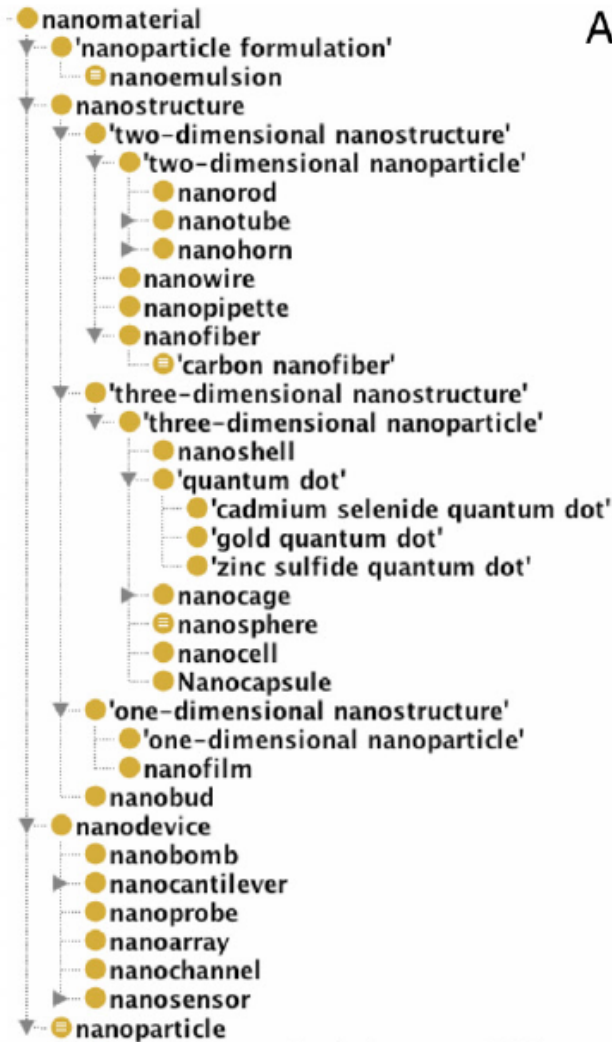 nanomaterial
A
'nanoparticle formulation'
nanoemulsion
nanostructure
'two-dimensional nanostructure'
'two-dimensional nanoparticle'
nanorod
nanotube
nanohorn
nanowire
nanopipette
nanofiber
'carbon nanofiber'
'three-dimensional nanostructure'
'three-dimensional nanoparticle'
nanoshell
'quantum dot'
'cadmium selenide quantum dot'
'gold quantum dot'
'zinc sulfide quantum dot'
nanocage
nanosphere
nanocell
Nanocapsule
'one-dimensional nanostructure'
'one-dimensional nanoparticle'
nanofilm
nanobud
nanodevice
nanobomb
nanocantilever
nanoprobe
nanoarray
nanochannel
nanosensor
nanoparticle